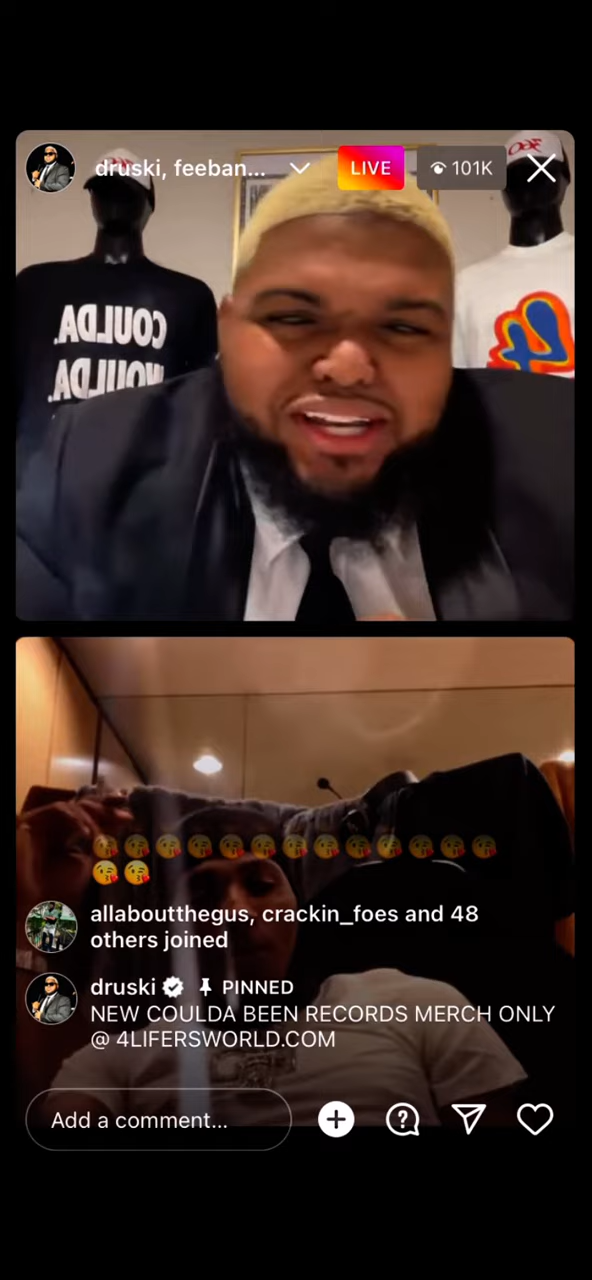 druski, feeban...
LIVE
101K
COULDA
WOULDA.
😘😘😘😘😘😘😘😘😘😘😘😘😘
😘😘
allaboutthegus, crackin_foes and 48
others joined
druski PINNED
NEW COULDA BEEN RECORDS MERCH ONLY
@ 4LIFERSWORLD.COM
Add a comment...